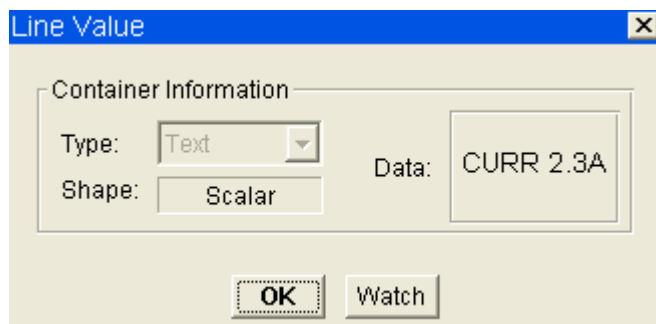 Line Value
Container Information
Type: Text
Shape: Scalar
Data: CURR 2.3A
OK Watch